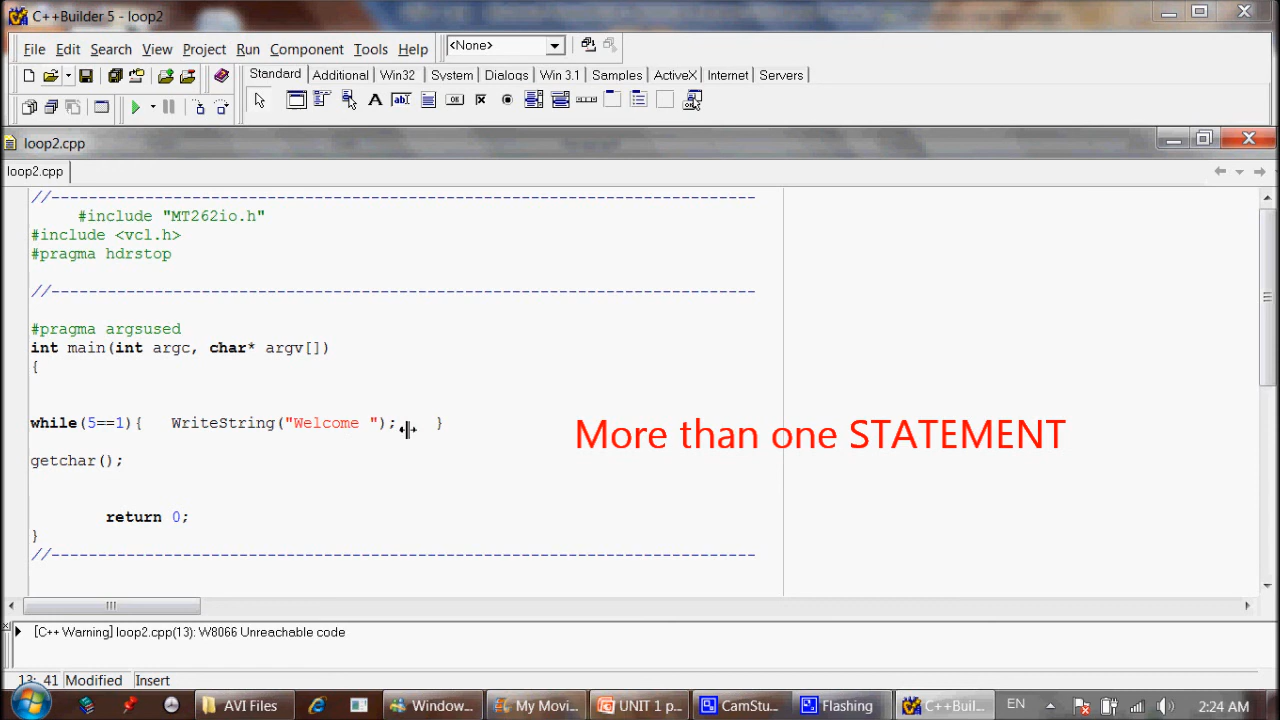 C++Builder 5 - loop2
File Edit Search View Project Run Component Tools Help
<None>
Standard Additional Win32 System Dialogs Win 3.1 Samples ActiveX Internet Servers
loop2.cpp
loop2.cpp
//---------------------------------------------------------------------------
#include "MT262io.h"
#include <vcl.h>
#pragma hdrstop
//---------------------------------------------------------------------------
#pragma argsused
int main(int argc, char* argv[])
{
while(5==1){ WriteString("Welcome "); }
More than one STATEMENT
getchar();
return 0;
}
//---------------------------------------------------------------------------
[C++ Warning] loop2.cpp(13): W8066 Unreachable code
13: 41 Modified Insert
AVI Files Window... My Movi... UNIT 1 p... CamStu... Flashing C++Buil... EN 2:24 AM